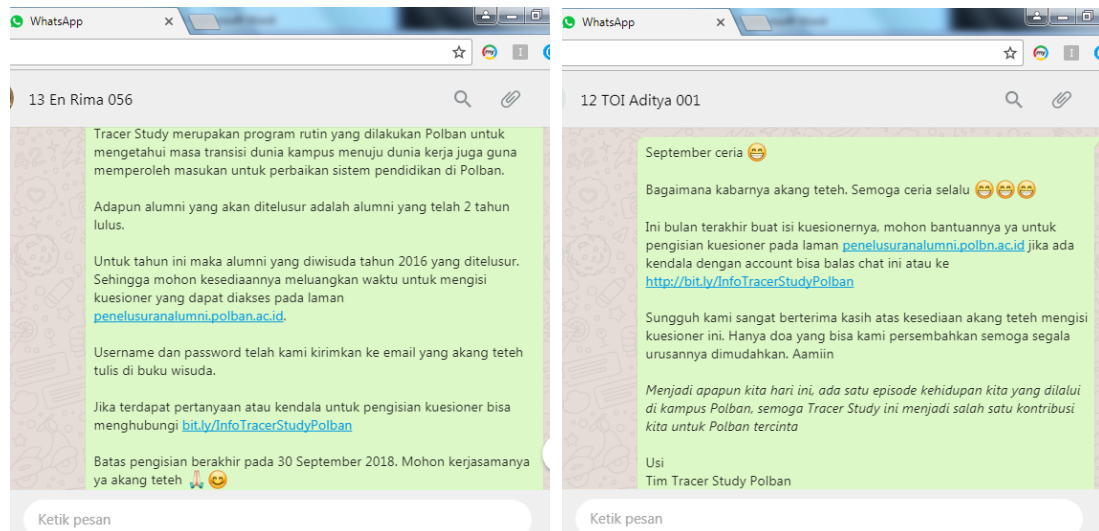 WhatsApp
13 En Rima 056
Tracer Study merupakan program rutin yang dilakukan Polban untuk
mengetahui masa transisi dunia kampus menuju dunia kerja juga guna
memperoleh masukan untuk perbaikan sistem pendidikan di Polban.
Adapun alumni yang akan ditelusur adalah alumni yang telah 2 tahun
lulus.
Untuk tahun ini maka alumni yang diwisuda tahun 2016 yang ditelusur.
Sehingga mohon kesediaannya meluangkan waktu untuk mengisi
kuesioner yang dapat diakses pada laman
penelusuranalumni.polban.ac.id.
Username dan password telah kami kirimkan ke email yang akang teteh
tulis di buku wisuda.
Jika terdapat pertanyaan atau kendala untuk pengisian kuesioner bisa
menghubungi bit.ly/InfoTracerStudyPolban
Batas pengisian berakhir pada 30 September 2018. Mohon kerjasamanya
ya akang teteh 🙏😊
Ketik pesan
WhatsApp
12 TOI Aditya 001
September ceria 😁
Bagaimana kabarnya akang teteh. Semoga ceria selalu 😁😁😁
Ini bulan terakhir buat isi kuesionernya, mohon bantuannya ya untuk
pengisian kuesioner pada laman penelusuranalumni.polbn.ac.id jika ada
kendala dengan account bisa balas chat ini atau ke
http://bit.ly/InfoTracerStudyPolban
Sungguh kami sangat berterima kasih atas kesediaan akang teteh mengisi
kuesioner ini. Hanya doa yang bisa kami persembahkan semoga segala
urusannya dimudahkan. Aamiin
Menjadi apapun kita hari ini, ada satu episode kehidupan kita yang dilalui
di kampus Polban, semoga Tracer Study ini menjadi salah satu kontribusi
kita untuk Polban tercinta
Usi
Tim Tracer Study Polban
Ketik pesan